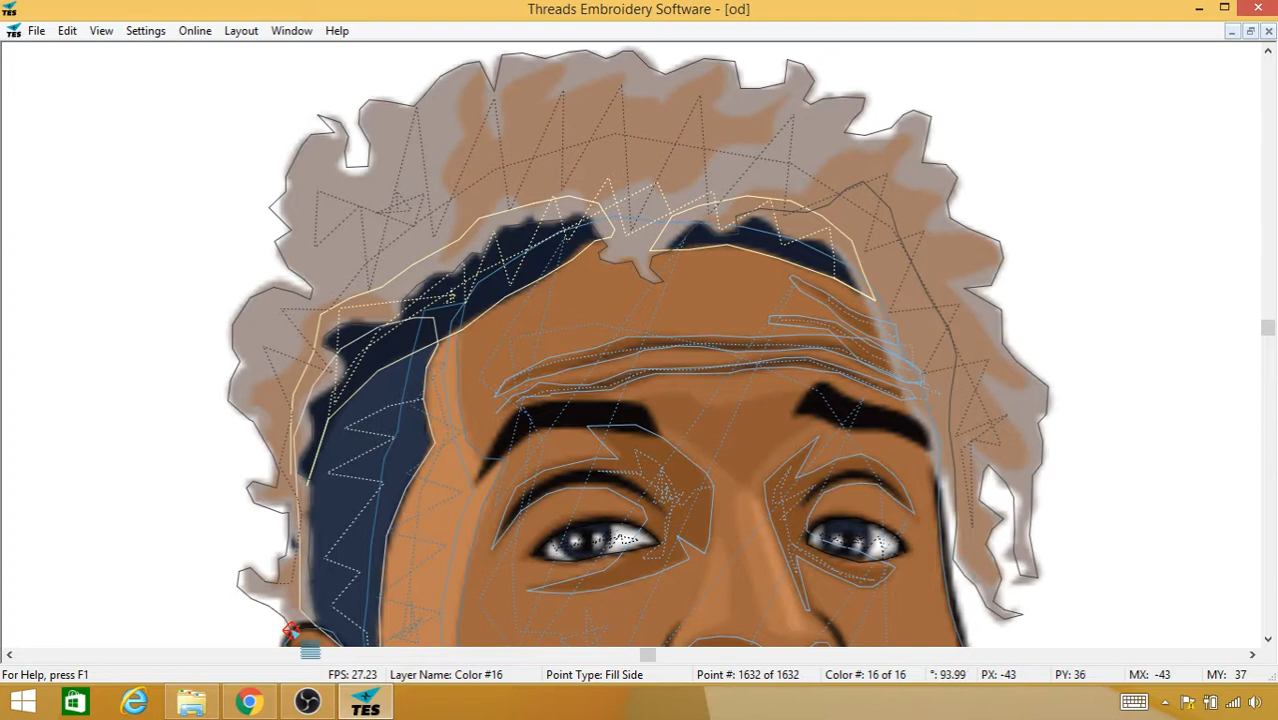 TES
Threads Embroidery Software - [od]
TES File Edit View Settings Online Layout Window Help
For Help, press F1 FPS: 27.23 Layer Name: Color #16 Point Type: Fill Side Point #: 1632 of 1632 Color #: 16 of 16 °: 93.99 PX: -43 PY: 36 MX: -43 MY: 37
TES